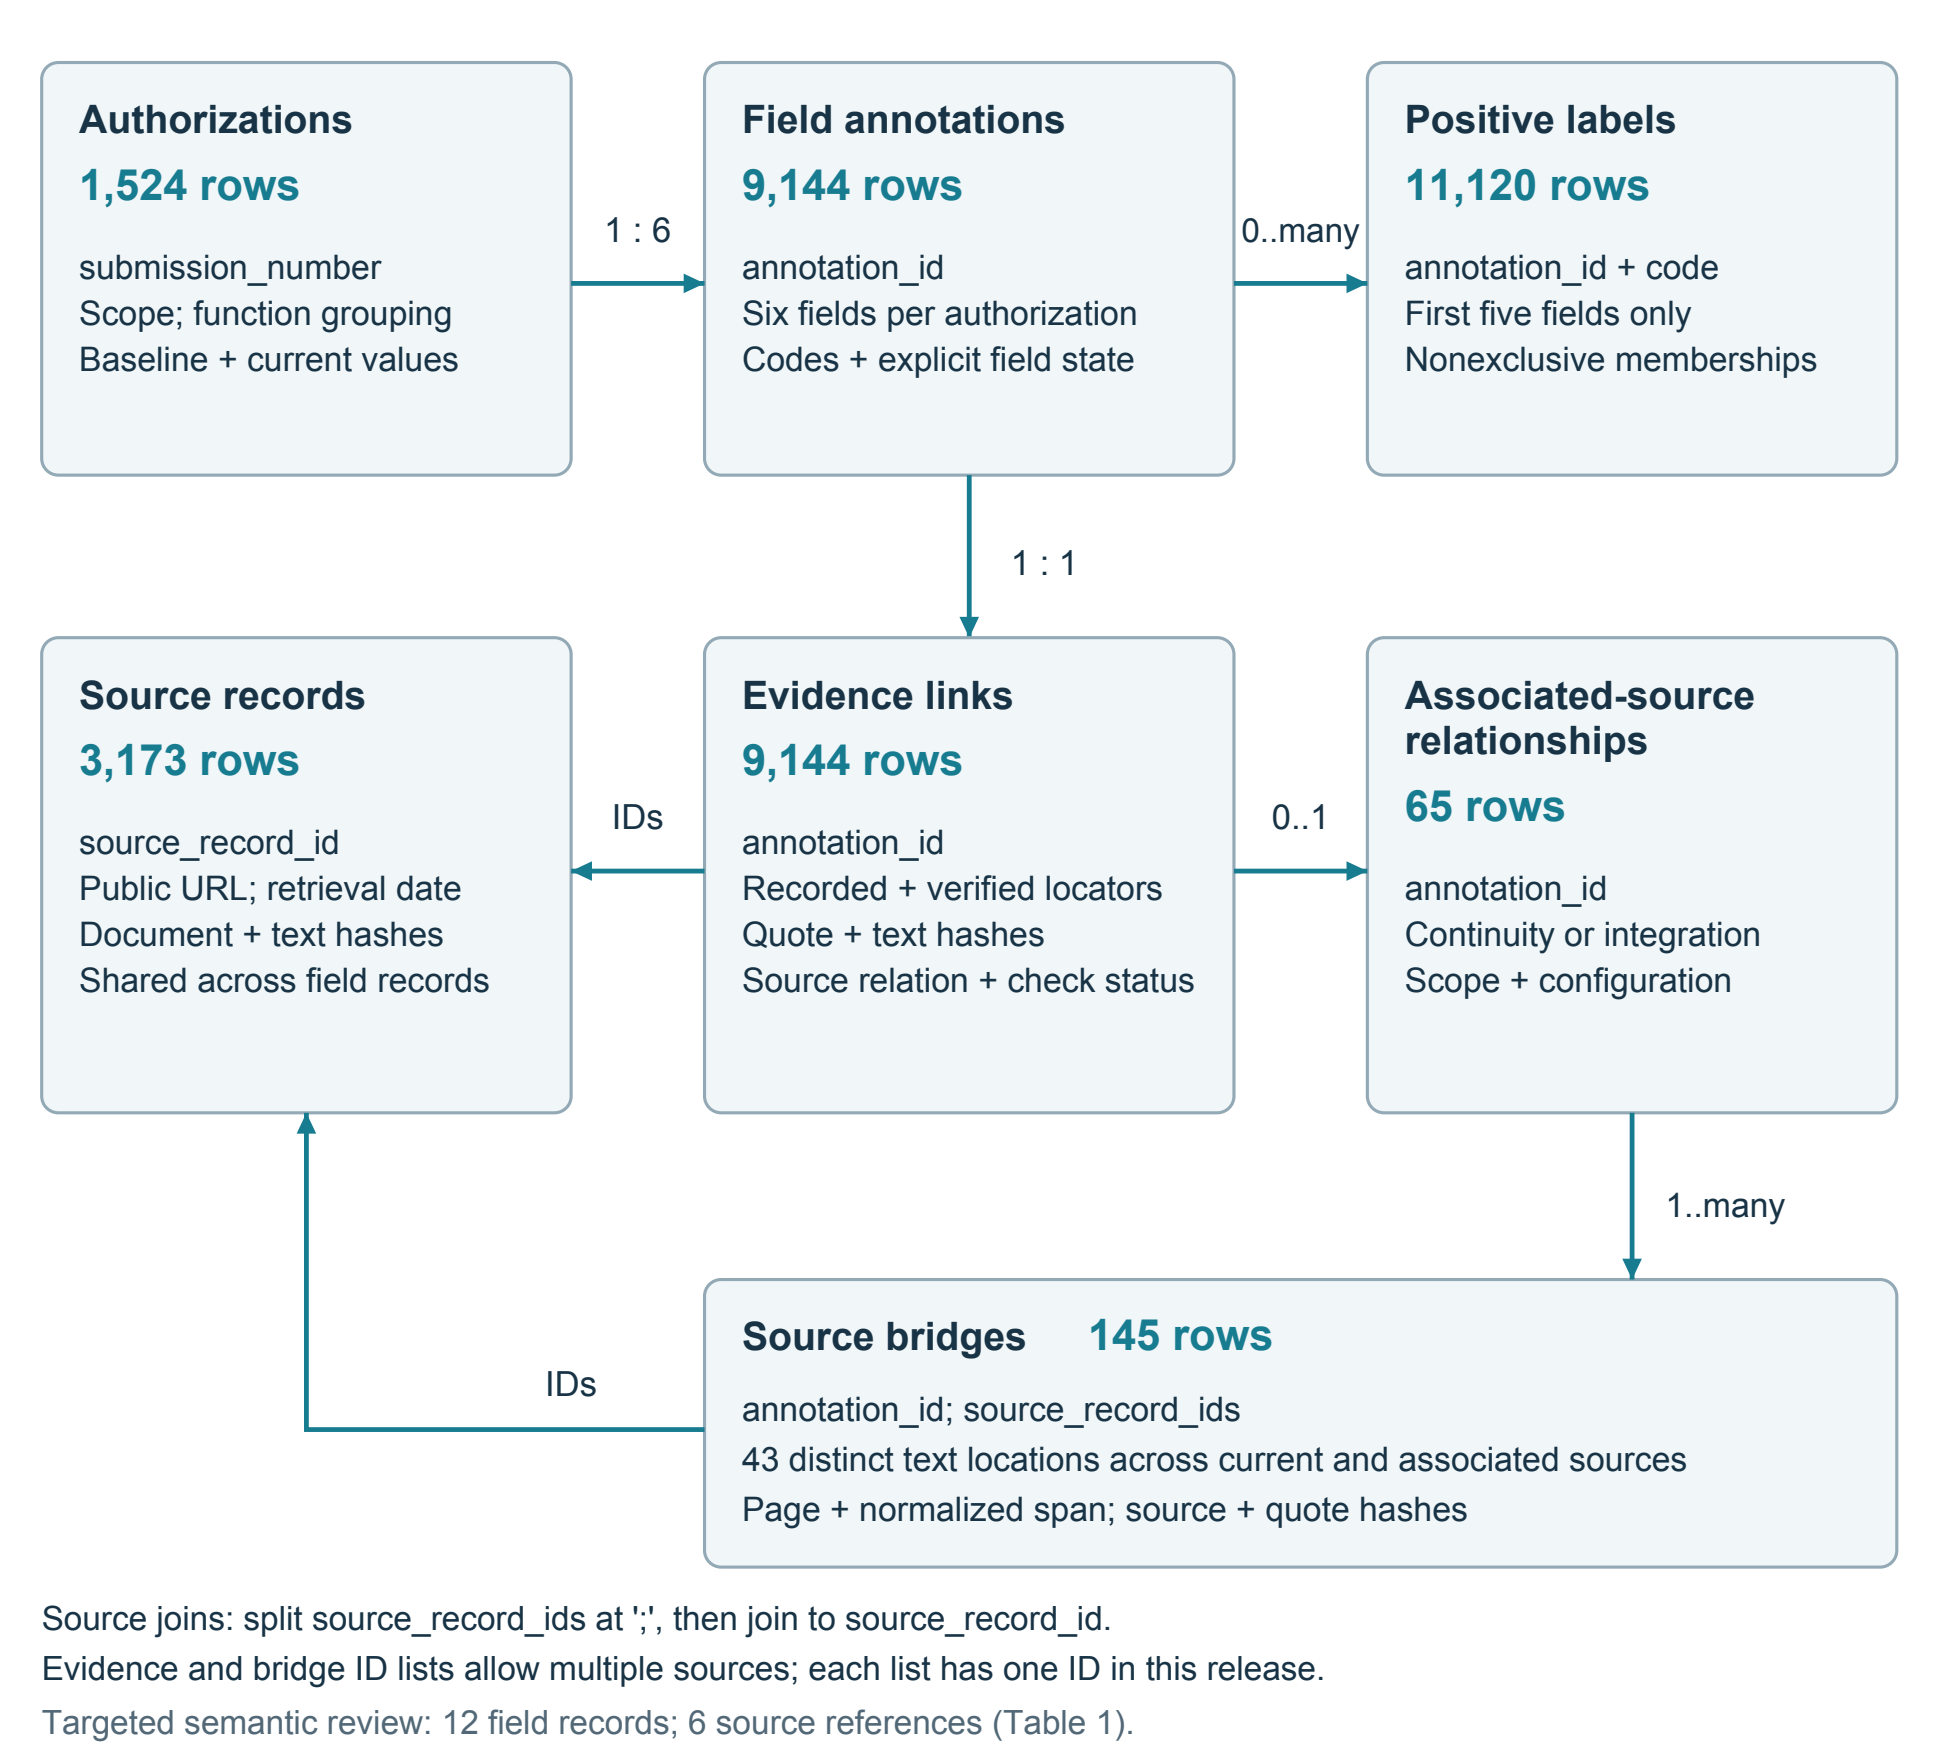 Authorizations
1,524 rows
submission_number
Scope; function grouping
Baseline + current values
1 : 6
Field annotations
9,144 rows
annotation_id
Six fields per authorization
Codes + explicit field state
0..many
Positive labels
11,120 rows
annotation_id + code
First five fields only
Nonexclusive memberships
1 : 1
Source records
3,173 rows
source_record_id
Public URL; retrieval date
Document + text hashes
Shared across field records
IDs
Evidence links
9,144 rows
annotation_id
Recorded + verified locators
Quote + text hashes
Source relation + check status
0..1
Associated-source
relationships
65 rows
annotation_id
Continuity or integration
Scope + configuration
1..many
IDs
Source bridges 145 rows
annotation_id; source_record_ids
43 distinct text locations across current and associated sources
Page + normalized span; source + quote hashes
Source joins: split source_record_ids at ';', then join to source_record_id.
Evidence and bridge ID lists allow multiple sources; each list has one ID in this release.
Targeted semantic review: 12 field records; 6 source references (Table 1).